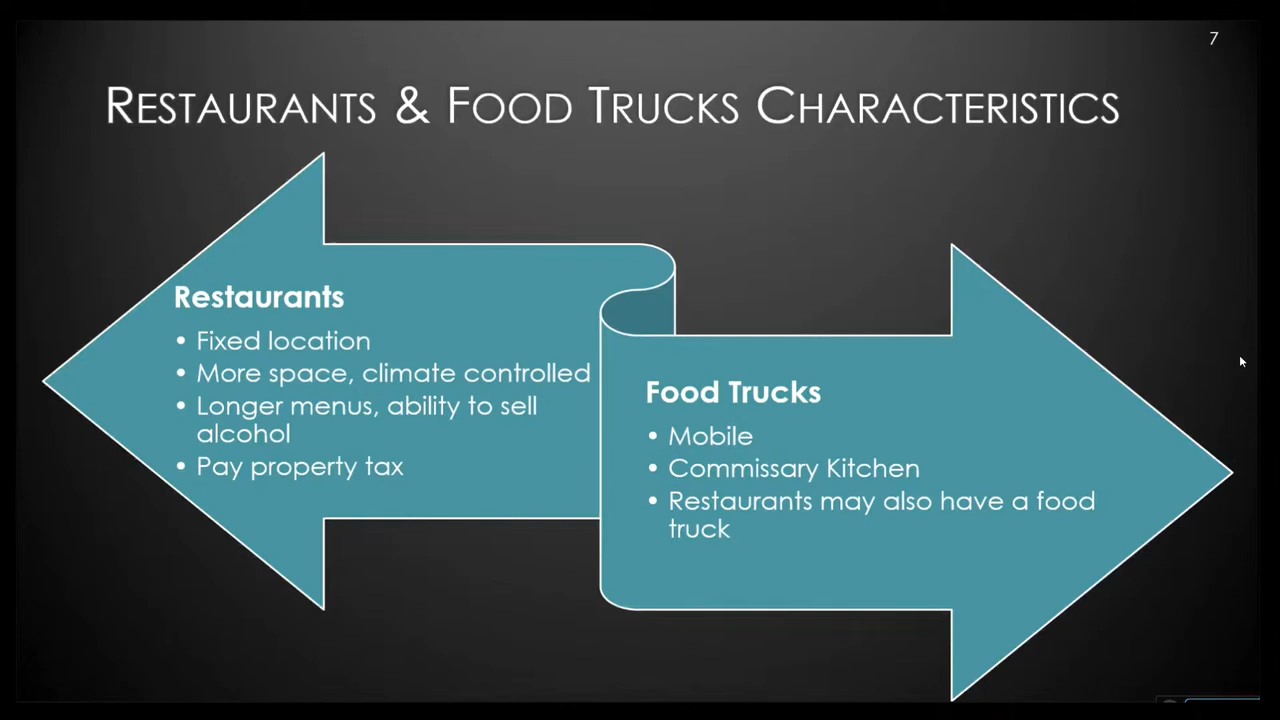 7
Restaurants & Food Trucks Characteristics
Restaurants
• Fixed location
• More space, climate controlled
• Longer menus, ability to sell
alcohol
• Pay property tax
Food Trucks
• Mobile
• Commissary Kitchen
• Restaurants may also have a food
truck